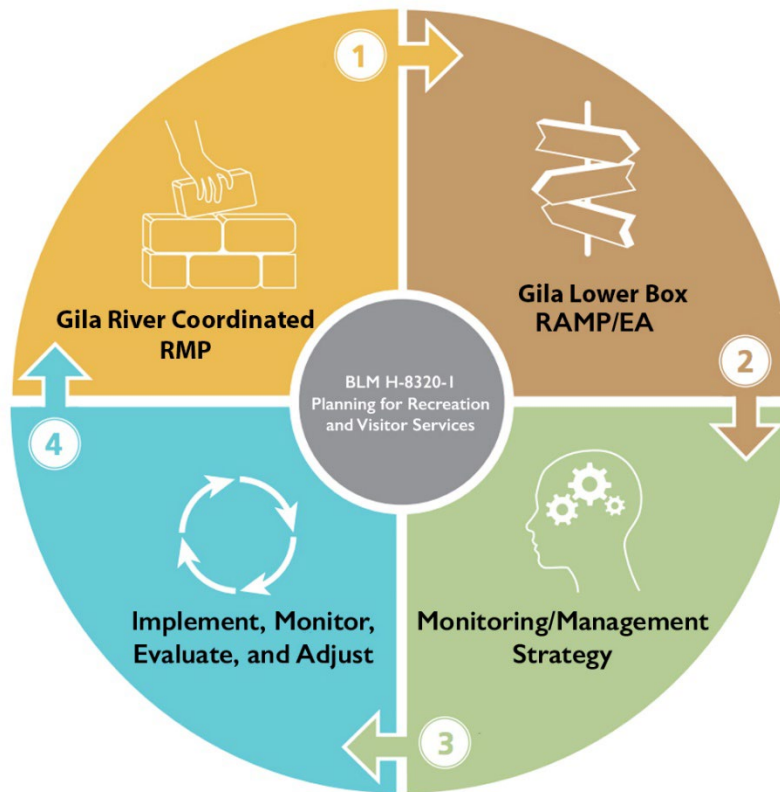 1
Gila River Coordinated
RMP
Gila Lower Box
RAMP/EA
2
BLM H-8320-1
Planning for Recreation
and Visitor Services
4
Implement, Monitor,
Evaluate, and Adjust
Monitoring/Management
Strategy
3